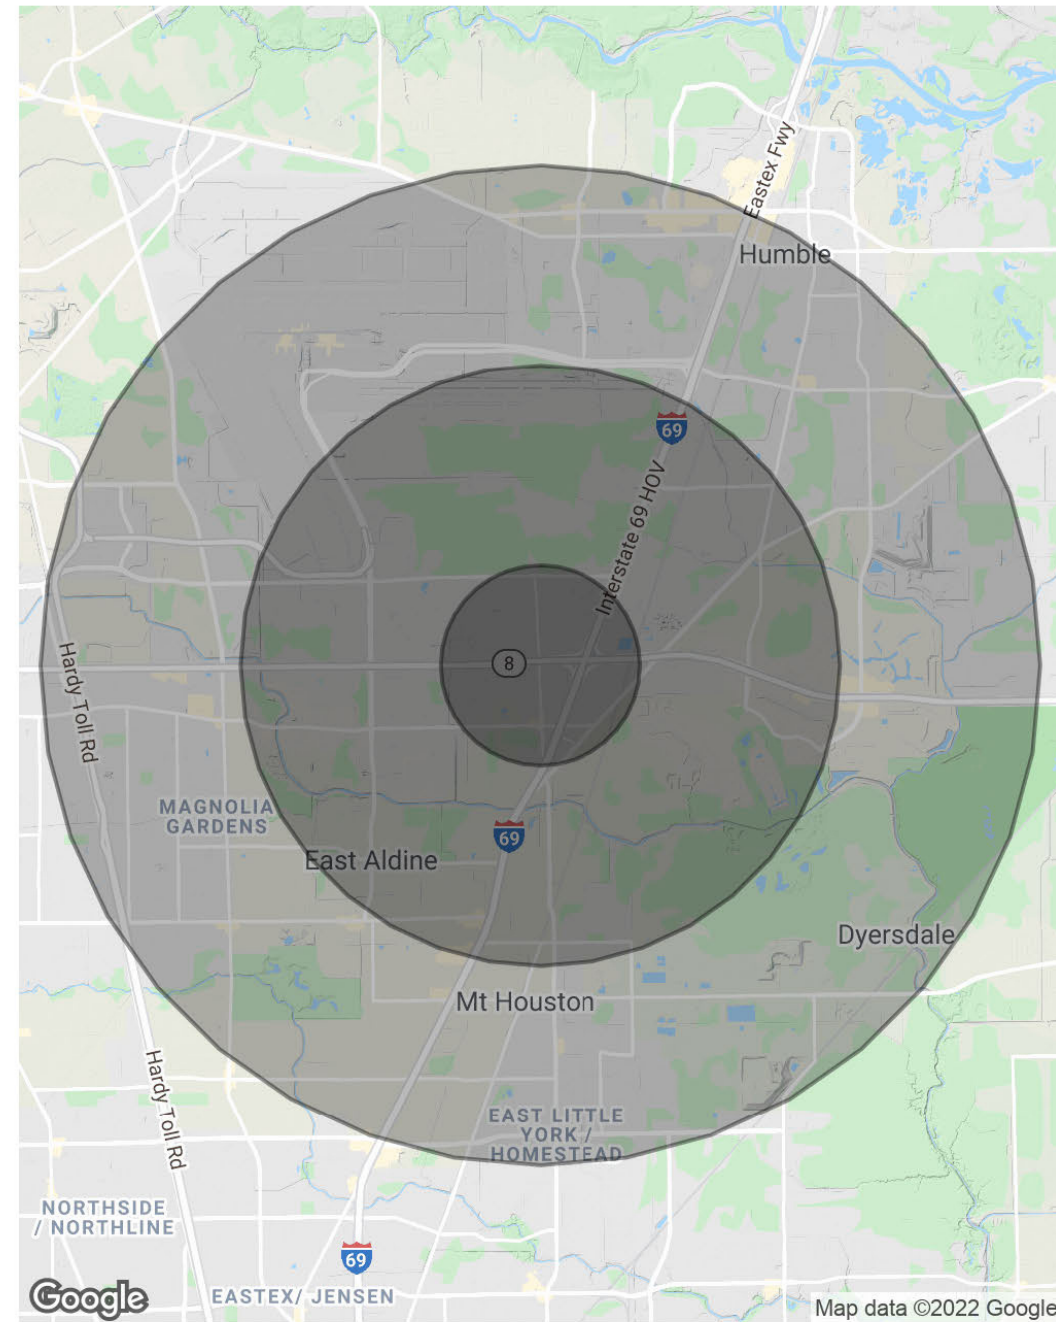 Eastex Fwy
Humble
69
Interstate 69 HOV
8
Hardy Toll Rd
MAGNOLIA
GARDENS
69
East Aldine
Dyersdale
Mt Houston
Hardy Toll Rd
EAST LITTLE
YORK /
HOMESTEAD
NORTHSIDE
/ NORTHLINE
69
EASTEX/ JENSEN
Google
Map data ©2022 Google